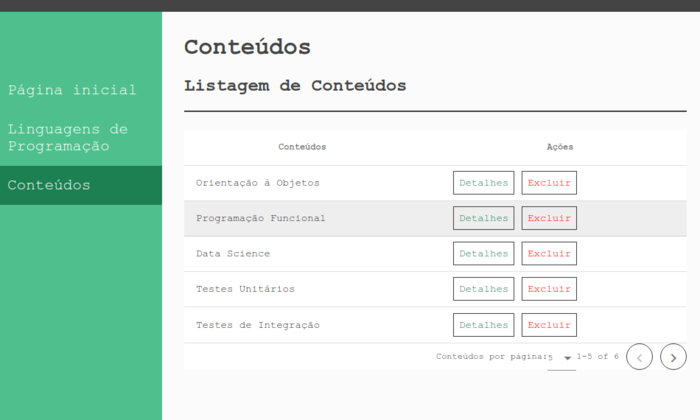 Página inicial
Linguagens de
Programação
Conteúdos
Conteúdos
Listagem de Conteúdos
Conteúdos Ações
Orientação à Objetos Detalhes Excluir
Programação Funcional Detalhes Excluir
Data Science Detalhes Excluir
Testes Unitários Detalhes Excluir
Testes de Integração Detalhes Excluir
Conteúdos por página:5 1-5 of 6